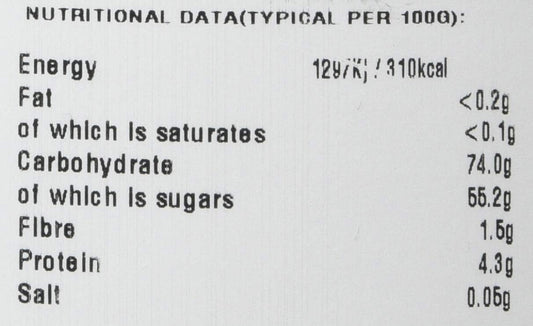 NUTRITIONAL DATA(TYPICAL PER 100G):
Energy 1297Kj / 310kcal
Fat <0.2g
of which is saturates <0.1g
Carbohydrate 74.0g
of which is sugars 55.2g
Fibre 1.5g
Protein 4.3g
Salt 0.05g